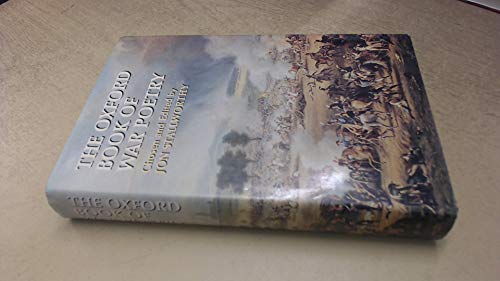 THE OXFORD
BOOK OF
WAR POETRY
Chosen and Edited by
JON STALLWORTHY
THE OXFORD
BOOK OF